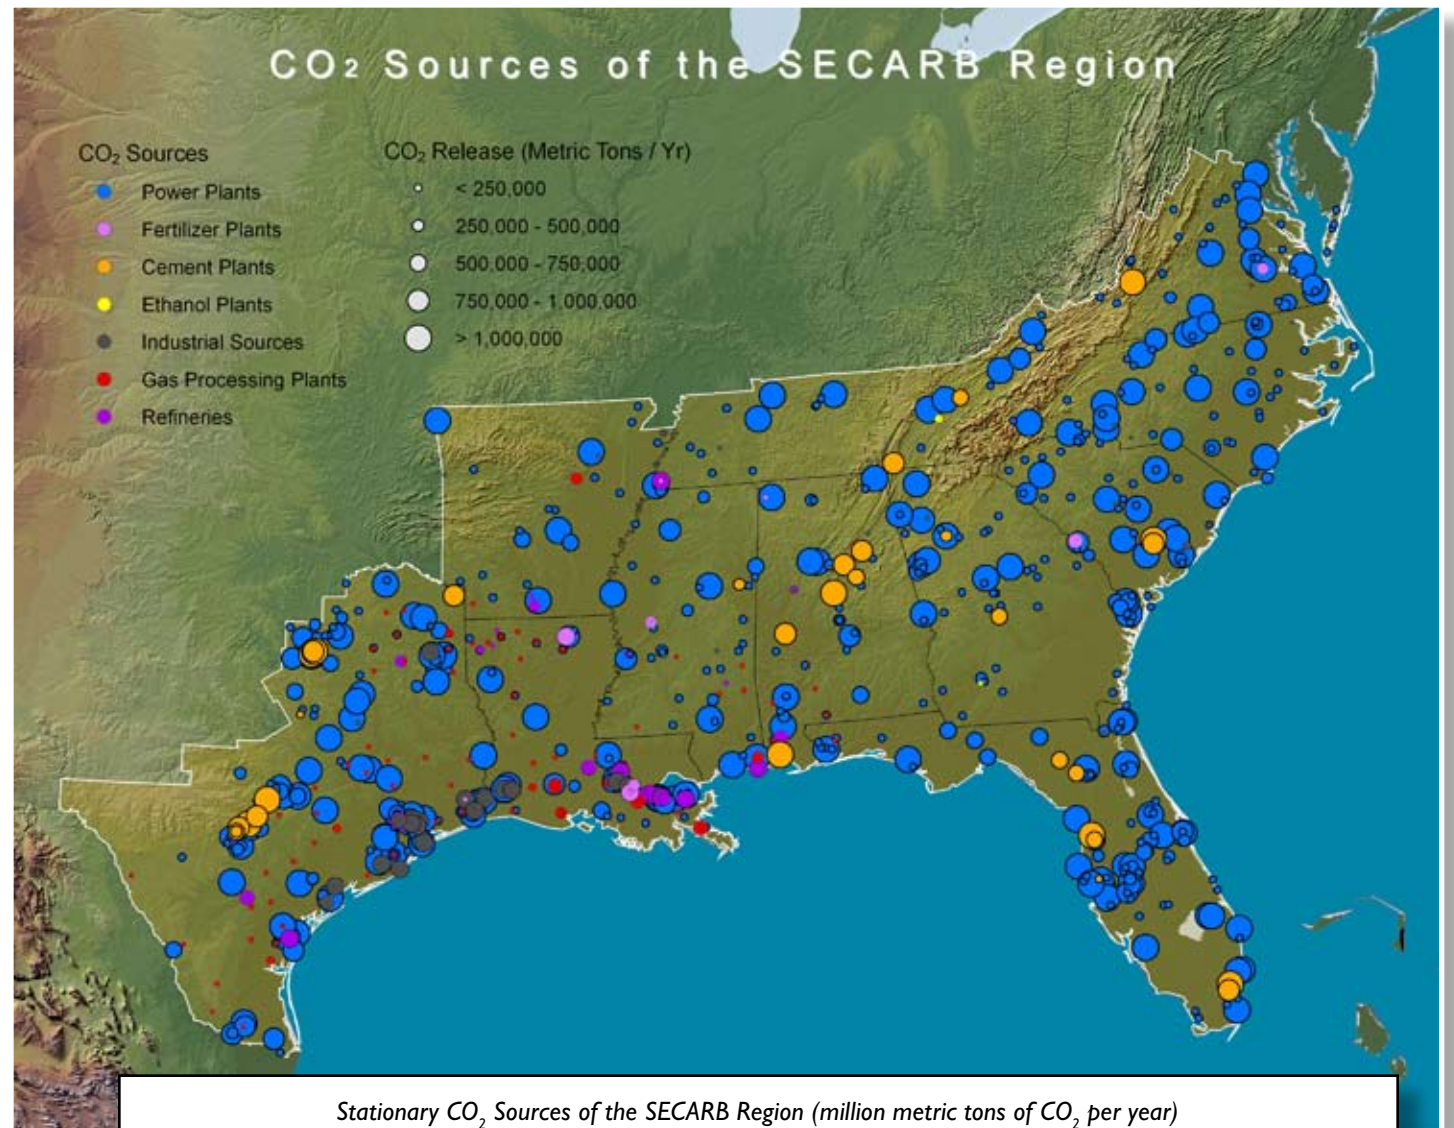 CO2 Sources of the SECARB Region
CO2 Sources
Power Plants
Fertilizer Plants
Cement Plants
Ethanol Plants
Industrial Sources
Gas Processing Plants
Refineries
CO2 Release (Metric Tons / Yr)
< 250,000
250,000 - 500,000
500,000 - 750,000
750,000 - 1,000,000
> 1,000,000
Stationary CO2 Sources of the SECARB Region (million metric tons of CO2 per year)